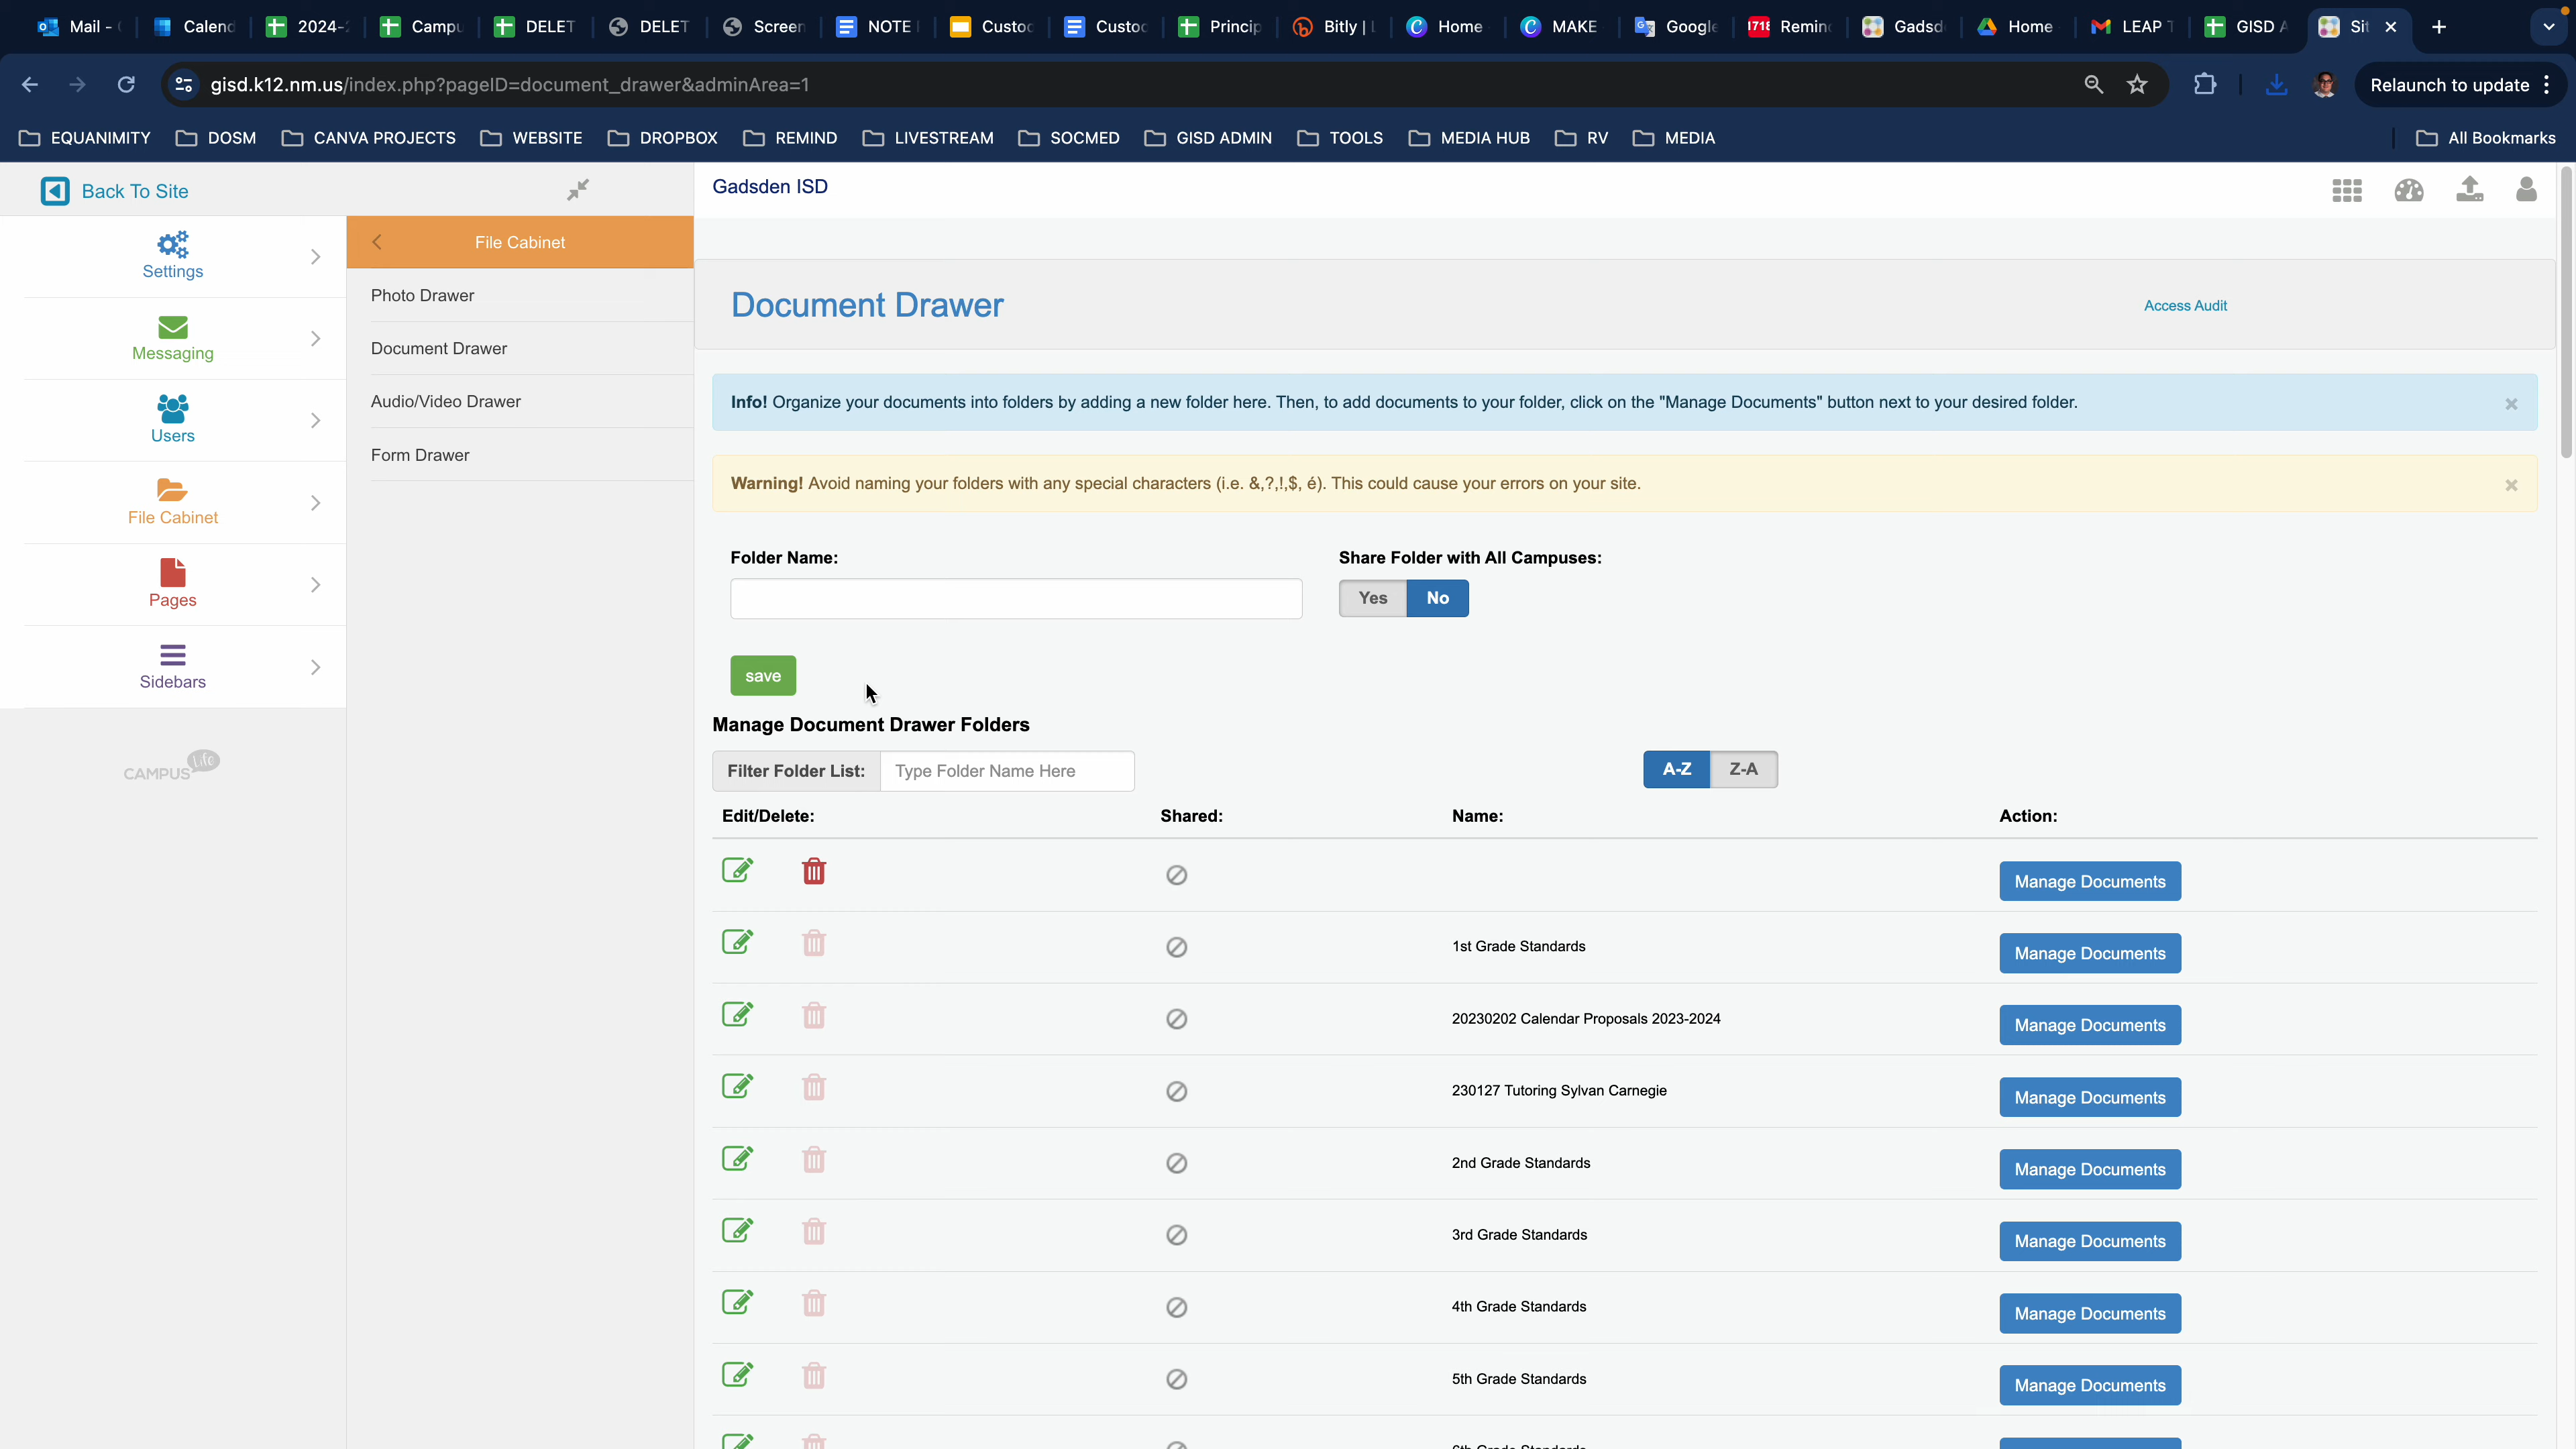 Mail - Calend 2024-2 Campu DELET DELET Screen NOTE Custoc Custoc Princip Bitly | L Home MAKE Google Remin Gadsd Home LEAP T GISD A Sit
gisd.k12.nm.us/index.php?pageID=document_drawer&adminArea=1 Relaunch to update
EQUANIMITY DOSM CANVA PROJECTS WEBSITE DROPBOX REMIND LIVESTREAM SOCMED GISD ADMIN TOOLS MEDIA HUB RV MEDIA All Bookmarks
Back To Site
Gadsden ISD
Settings
Messaging
Users
File Cabinet
Pages
Sidebars
CAMPUS Life
File Cabinet
Photo Drawer
Document Drawer
Audio/Video Drawer
Form Drawer
Document Drawer
Access Audit
Info! Organize your documents into folders by adding a new folder here. Then, to add documents to your folder, click on the "Manage Documents" button next to your desired folder.
Warning! Avoid naming your folders with any special characters (i.e. &,?,!,$, é). This could cause your errors on your site.
Folder Name: Share Folder with All Campuses:
Yes No
save
Manage Document Drawer Folders
Filter Folder List: Type Folder Name Here A-Z Z-A
Edit/Delete: Shared: Name: Action:
Manage Documents
1st Grade Standards Manage Documents
20230202 Calendar Proposals 2023-2024 Manage Documents
230127 Tutoring Sylvan Carnegie Manage Documents
2nd Grade Standards Manage Documents
3rd Grade Standards Manage Documents
4th Grade Standards Manage Documents
5th Grade Standards Manage Documents